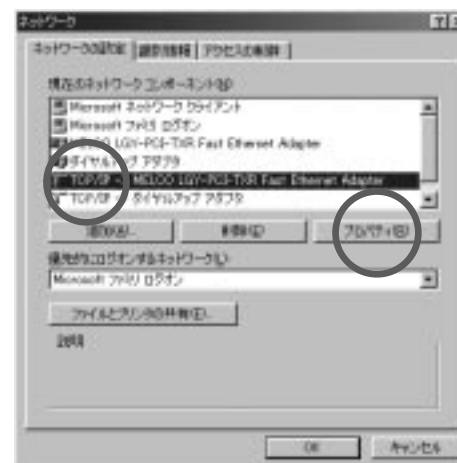 ネットワーク
ネットワークの設定 識別情報 アクセスの制御
現在のネットワーク コンポーネント(N)
Microsoft ネットワーク クライアント
Microsoft ファミリ ログオン
MELCO LGY-PCI-TXR Fast Ethernet Adapter
ダイヤルアップ アダプタ
TCP/IP -> MELCO LGY-PCI-TXR Fast Ethernet Adapter
TCP/IP -> ダイヤルアップ アダプタ
追加(A)... 削除(E) プロパティ(R)
優先的にログオンするネットワーク(L):
Microsoft ファミリ ログオン
ファイルとプリンタの共有(F)...
説明
OK キャンセル